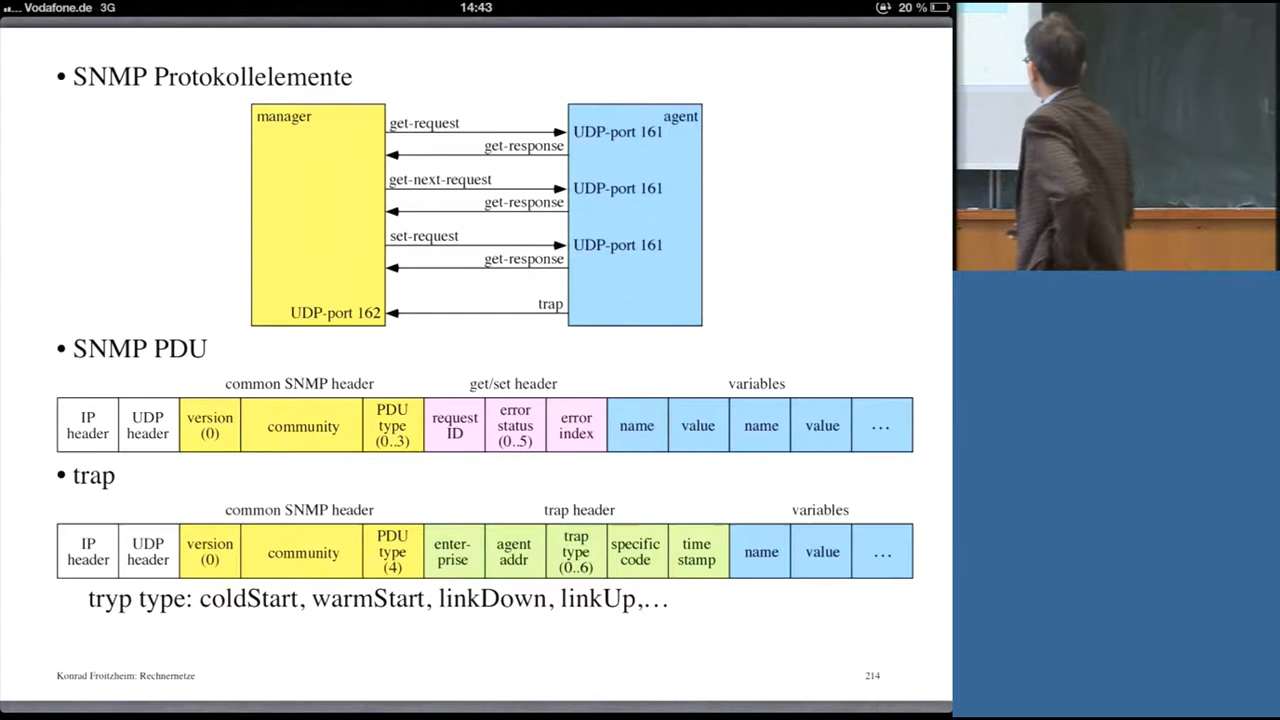 Vodafone.de 3G 14:43 20 %
• SNMP Protokollelemente
manager agent
get-request UDP-port 161
get-response
get-next-request UDP-port 161
get-response
set-request UDP-port 161
get-response
trap
UDP-port 162
• SNMP PDU
common SNMP header get/set header variables
IP header UDP header version (0) community PDU type (0..3) request ID error status (0..5) error index name value name value ...
• trap
common SNMP header trap header variables
IP header UDP header version (0) community PDU type (4) enter-prise agent addr trap type (0..6) specific code time stamp name value ...
tryp type: coldStart, warmStart, linkDown, linkUp,...
Konrad Froitzheim: Rechnernetze 214